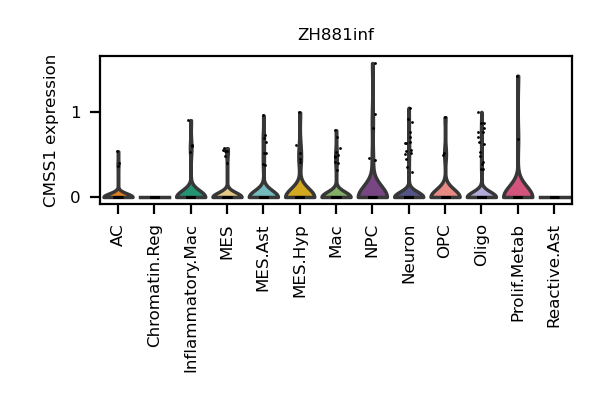 ZH881inf
CMSS1 expression
1
0
AC
Chromatin.Reg
Inflammatory.Mac
MES
MES.Ast
MES.Hyp
Mac
NPC
Neuron
OPC
Oligo
Prolif.Metab
Reactive.Ast